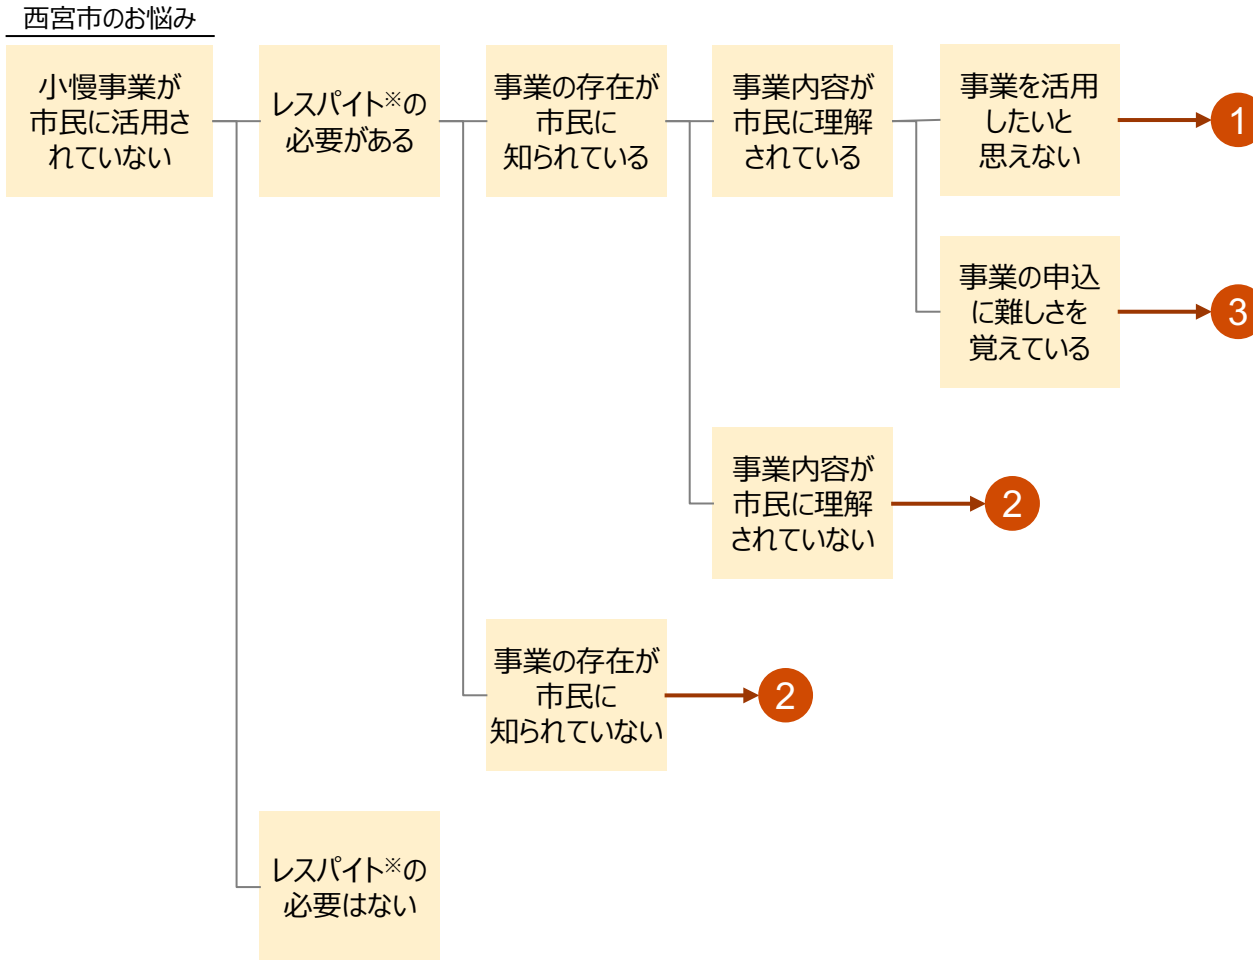 西宮市のお悩み
小慢事業が
市民に活用さ
れていない
レスパイト※の
必要がある
事業の存在が
市民に
知られている
事業内容が
市民に理解
されている
事業を活用
したいと
思えない
1
事業の申込
に難しさを
覚えている
3
事業内容が
市民に理解
されていない
2
事業の存在が
市民に
知られていない
2
レスパイト※の
必要はない